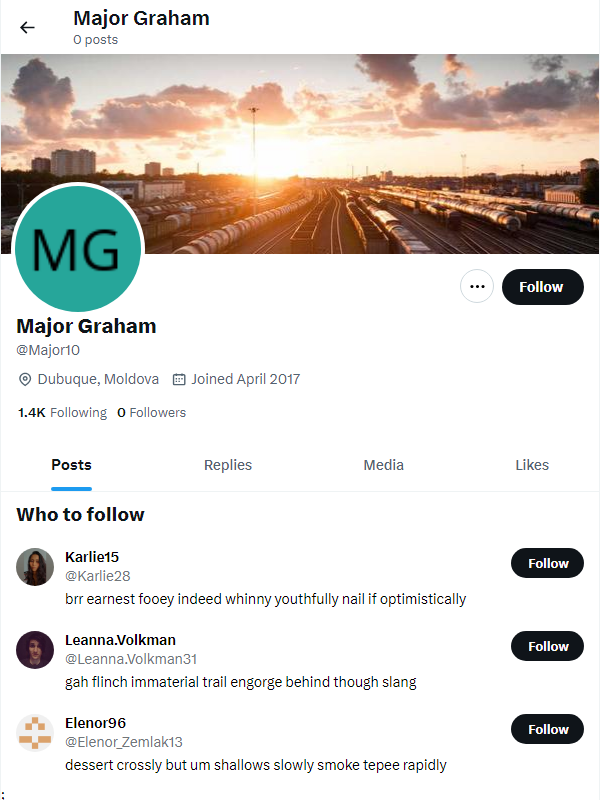 Major Graham
0 posts
MG
Follow
Major Graham
@Major10
Dubuque, Moldova Joined April 2017
1.4K Following 0 Followers
Posts Replies Media Likes
Who to follow
Karlie15
@Karlie28
Follow
brr earnest fooey indeed whinny youthfully nail if optimistically
Leanna.Volkman
@Leanna.Volkman31
Follow
gah flinch immaterial trail engorge behind though slang
Elenor96
@Elenor_Zemlak13
Follow
dessert crossly but um shallows slowly smoke tepee rapidly
;